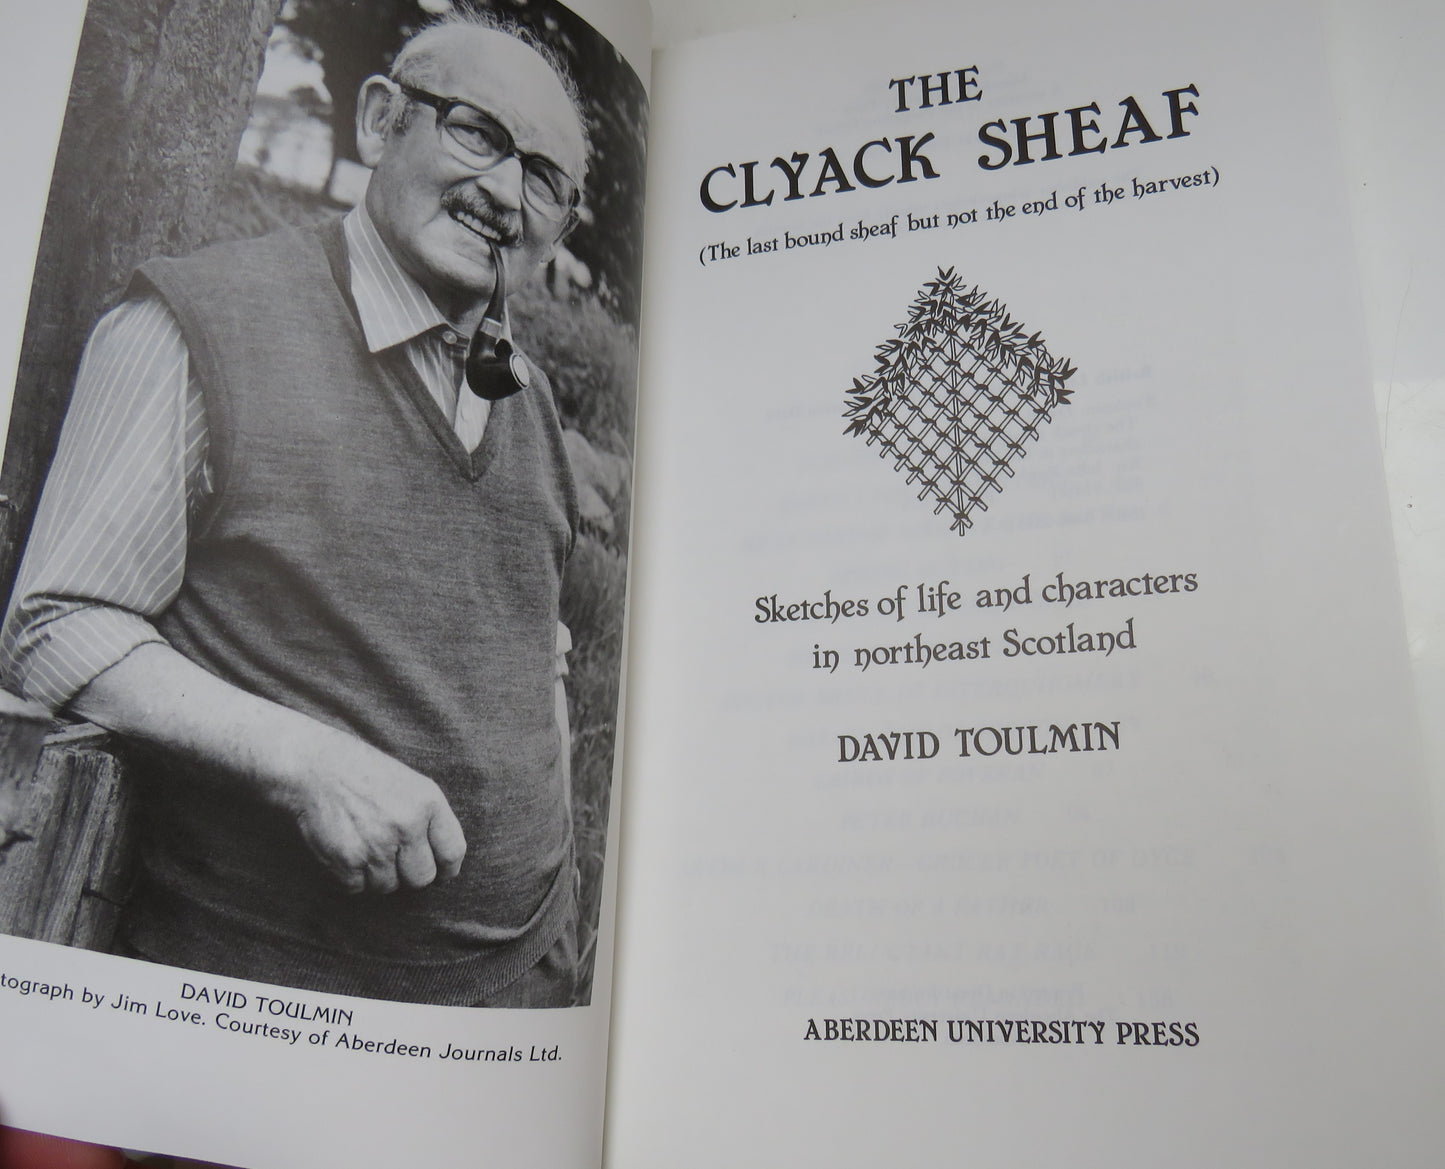 DAVID TOULMIN
tograph by Jim Love. Courtesy of Aberdeen Journals Ltd.
THE
CLYACK SHEAF
(The last bound sheaf but not the end of the harvest)
Sketches of life and characters
in northeast Scotland
DAVID TOULMIN
ABERDEEN UNIVERSITY PRESS